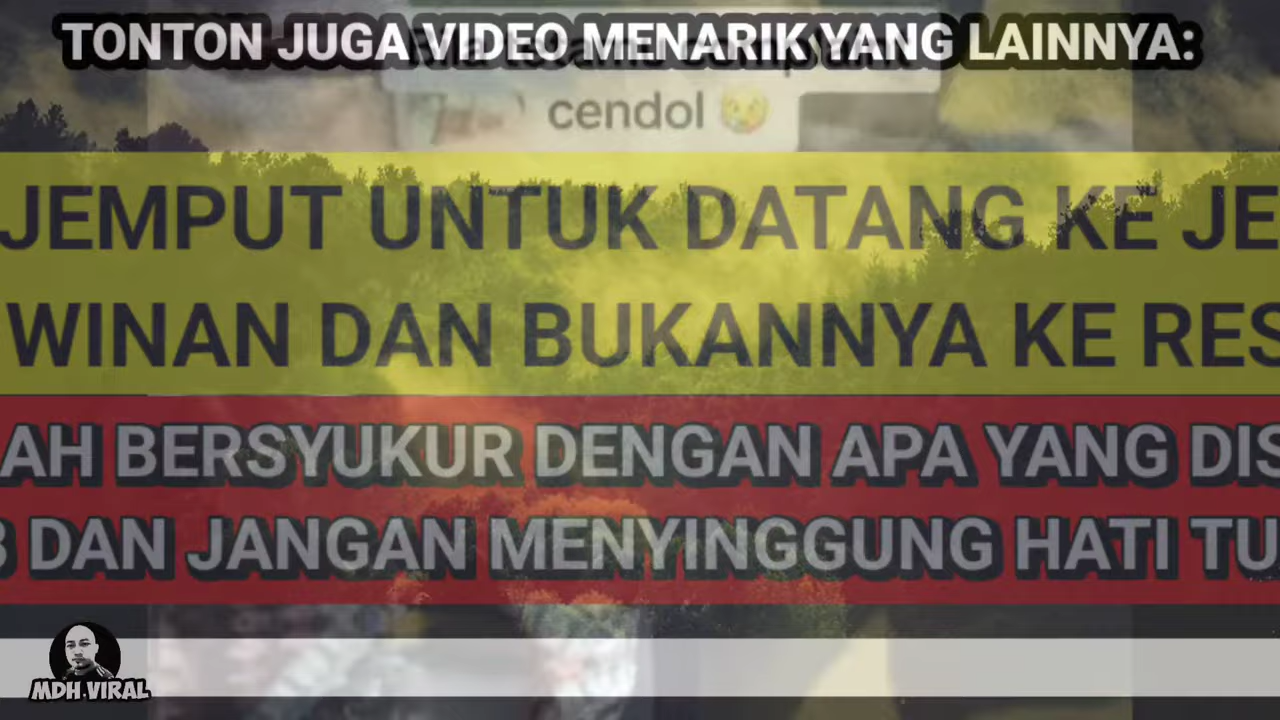 TONTON JUGA VIDEO MENARIK YANG LAINNYA:
cendol
JEMPUT UNTUK DATANG KE JE
WINAN DAN BUKANNYA KE RES
AH BERSYUKUR DENGAN APA YANG DIS
DAN JANGAN MENYINGGUNG HATI TU
MDH VIRAL